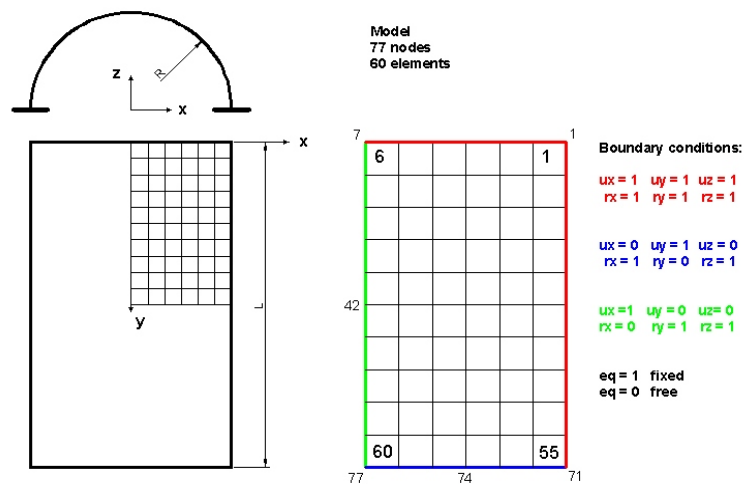 Model
77 nodes
60 elements
R
z
x
x
y
L
7
1
6
1
42
60
55
77
74
71
Boundary conditions:
ux = 1 uy = 1 uz = 1
rx = 1 ry = 1 rz = 1
ux = 0 uy = 1 uz = 0
rx = 1 ry = 0 rz = 1
ux =1 uy = 0 uz= 0
rx = 0 ry = 1 rz = 1
eq = 1 fixed
eq = 0 free